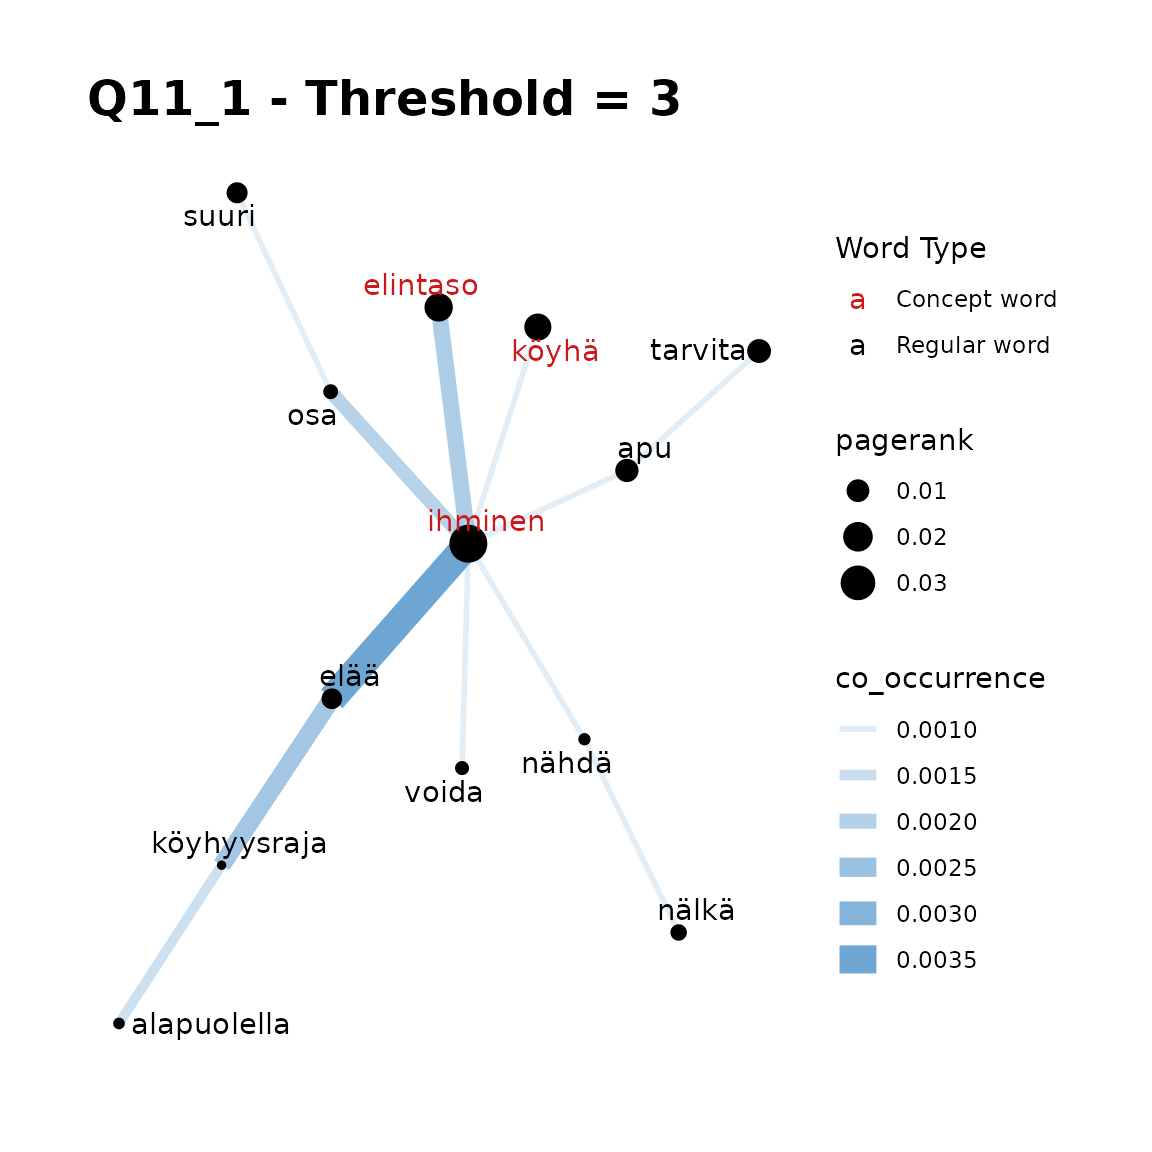 Q11_1 - Threshold = 3
suuri
elintaso
köyhä
tarvita
osa
apu
ihminen
elää
voida
nähdä
köyhyysraja
nälkä
alapuolella
Word Type
a Concept word
a Regular word
pagerank
0.01
0.02
0.03
co_occurrence
0.0010
0.0015
0.0020
0.0025
0.0030
0.0035